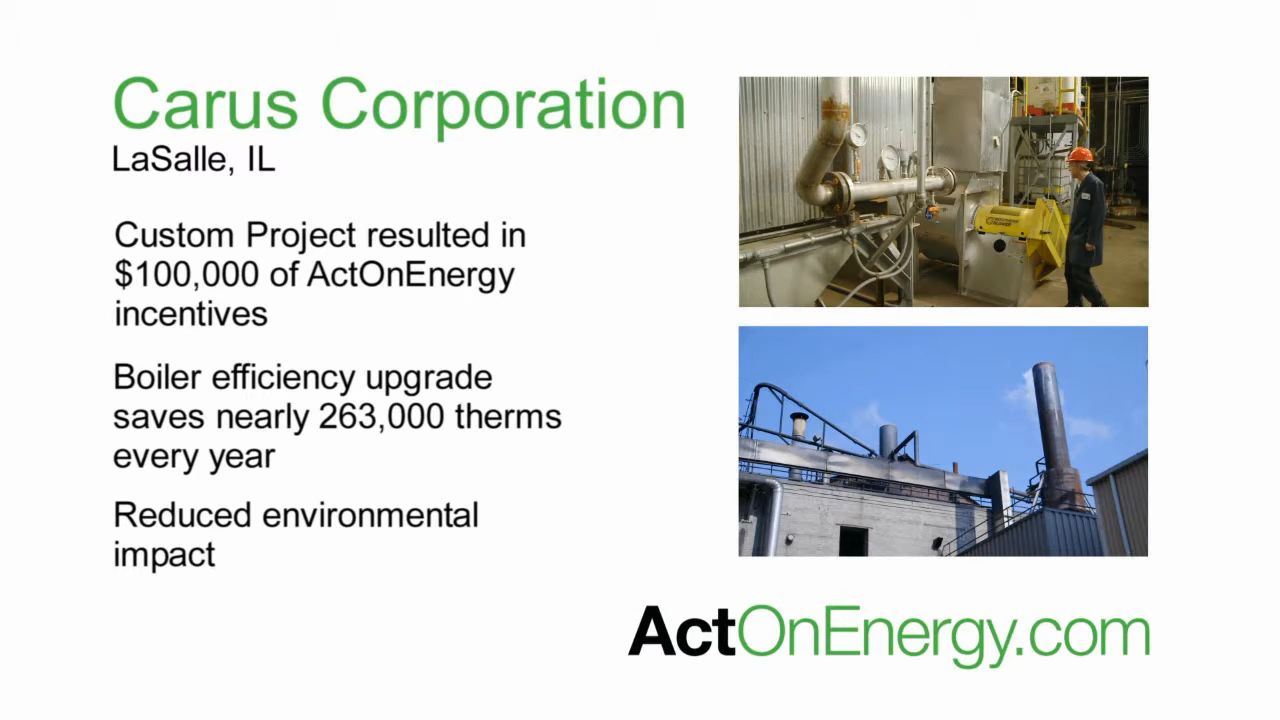 Carus Corporation
LaSalle, IL
Custom Project resulted in
$100,000 of ActOnEnergy
incentives
Boiler efficiency upgrade
saves nearly 263,000 therms
every year
Reduced environmental
impact
ActOnEnergy.com